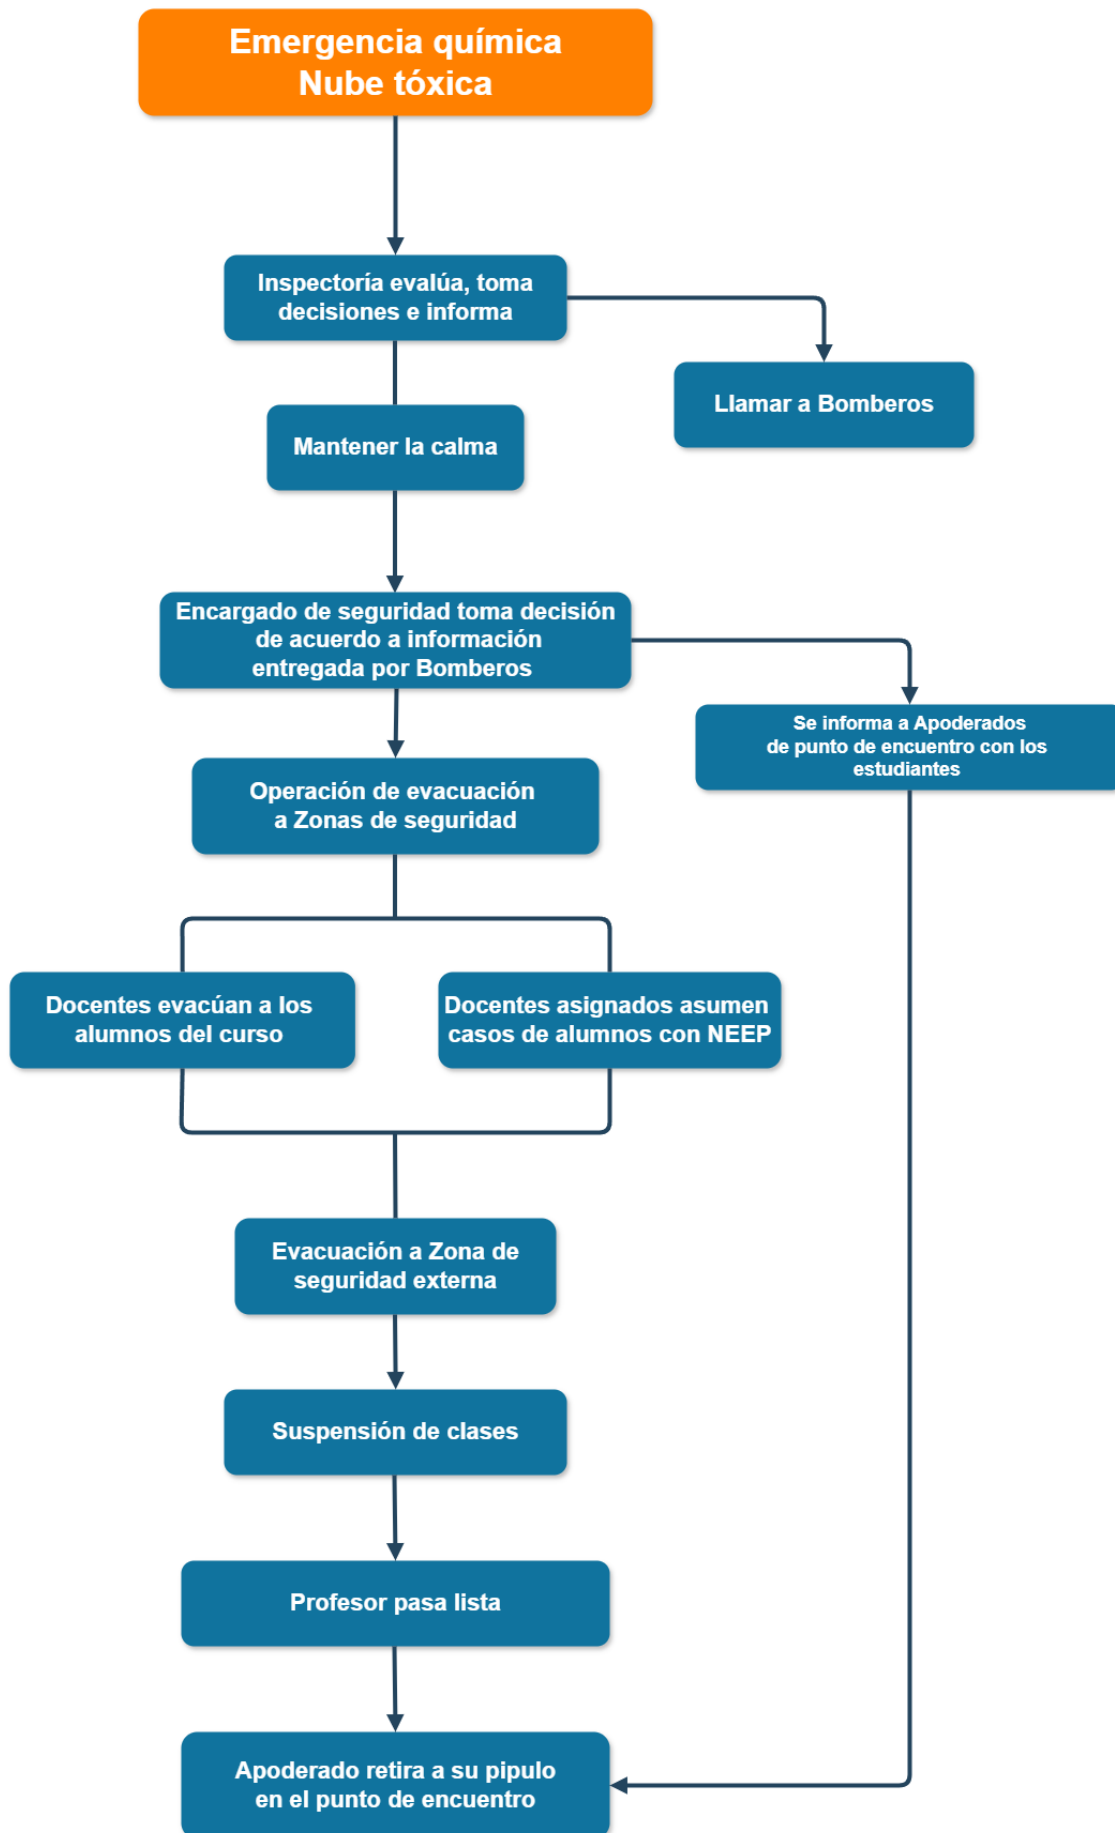 Emergencia química
Nube tóxica
Inspectoría evalúa, toma
decisiones e informa
Llamar a Bomberos
Mantener la calma
Encargado de seguridad toma decisión
de acuerdo a información
entregada por Bomberos
Se informa a Apoderados
de punto de encuentro con los
estudiantes
Operación de evacuación
a Zonas de seguridad
Docentes evacúan a los
alumnos del curso
Docentes asignados asumen
casos de alumnos con NEEP
Evacuación a Zona de
seguridad externa
Suspensión de clases
Profesor pasa lista
Apoderado retira a su pipulo
en el punto de encuentro